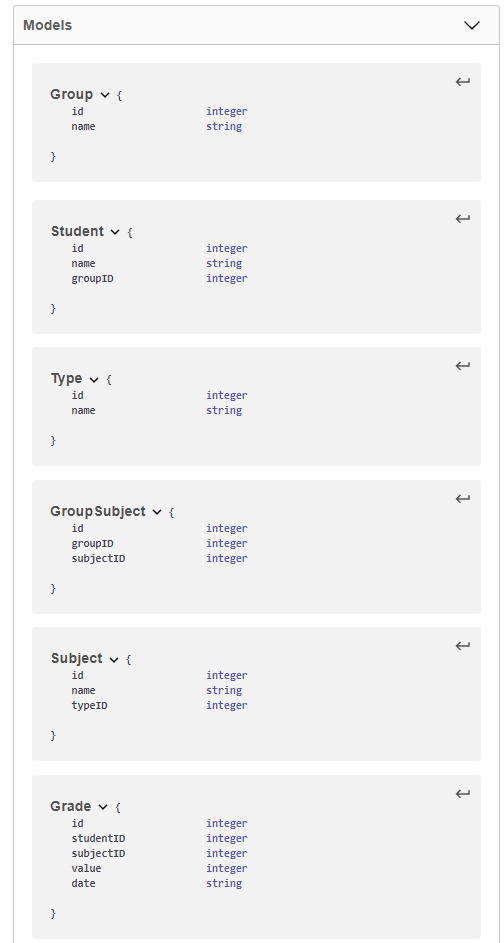 Models
Group {
id integer
name string
}
Student {
id integer
name string
groupID integer
}
Type {
id integer
name string
}
GroupSubject {
id integer
groupID integer
subjectID integer
}
Subject {
id integer
name string
typeID integer
}
Grade {
id integer
studentID integer
subjectID integer
value integer
date string
}